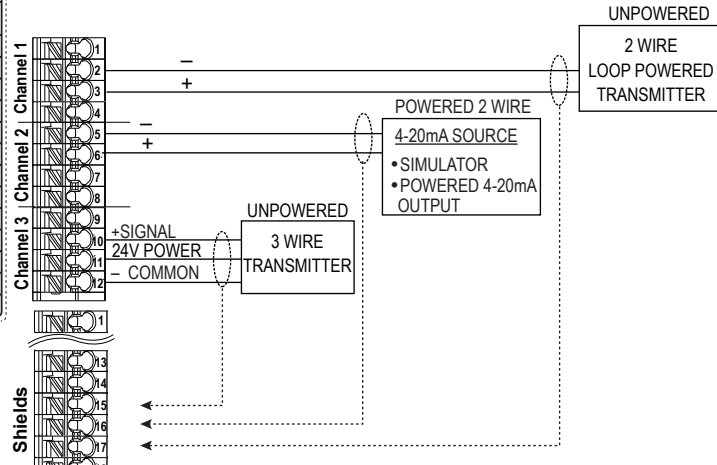 UNPOWERED
2 WIRE
LOOP POWERED
TRANSMITTER
Channel 1
1
2
3
4
–
+
POWERED 2 WIRE
4-20mA SOURCE
• SIMULATOR
• POWERED 4-20mA
OUTPUT
Channel 2
5
6
7
8
–
+
UNPOWERED
3 WIRE
TRANSMITTER
Channel 3
9
10
11
12
+SIGNAL
24V POWER
– COMMON
1
Shields
13
14
15
16
17